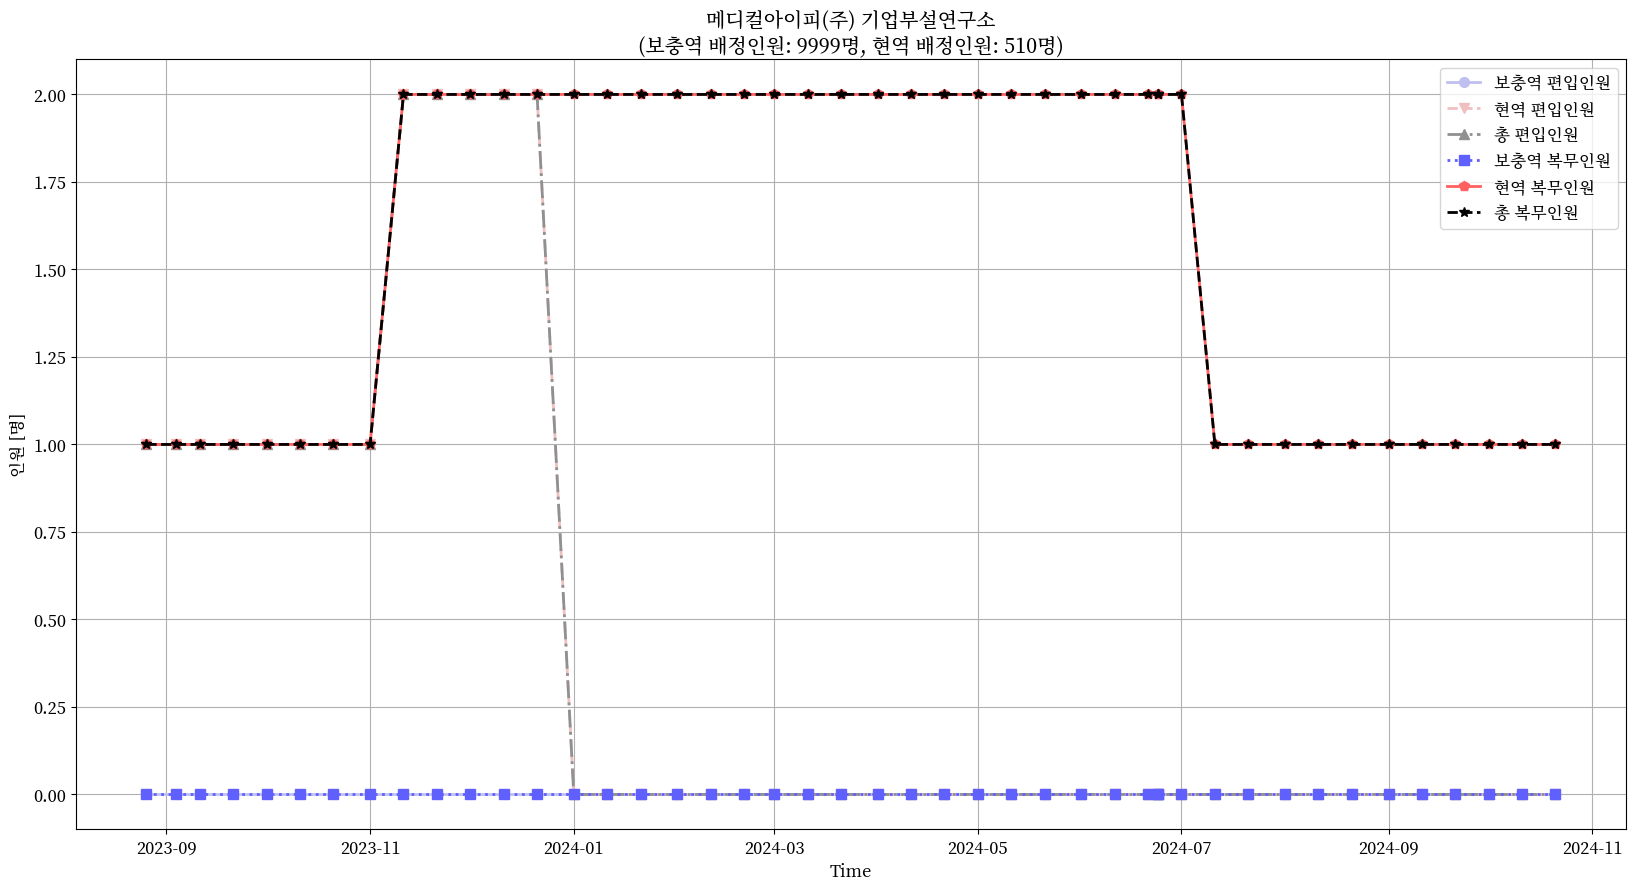 메디컬아이피(주) 기업부설연구소
(보충역 배정인원: 9999명, 현역 배정인원: 510명)
2.00
1.75
1.50
1.25
1.00
0.75
0.50
0.25
0.00
인원 [명]
보충역 편입인원
현역 편입인원
총 편입인원
보충역 복무인원
현역 복무인원
총 복무인원
2023-09 2023-11 2024-01 2024-03 2024-05 2024-07 2024-09 2024-11
Time